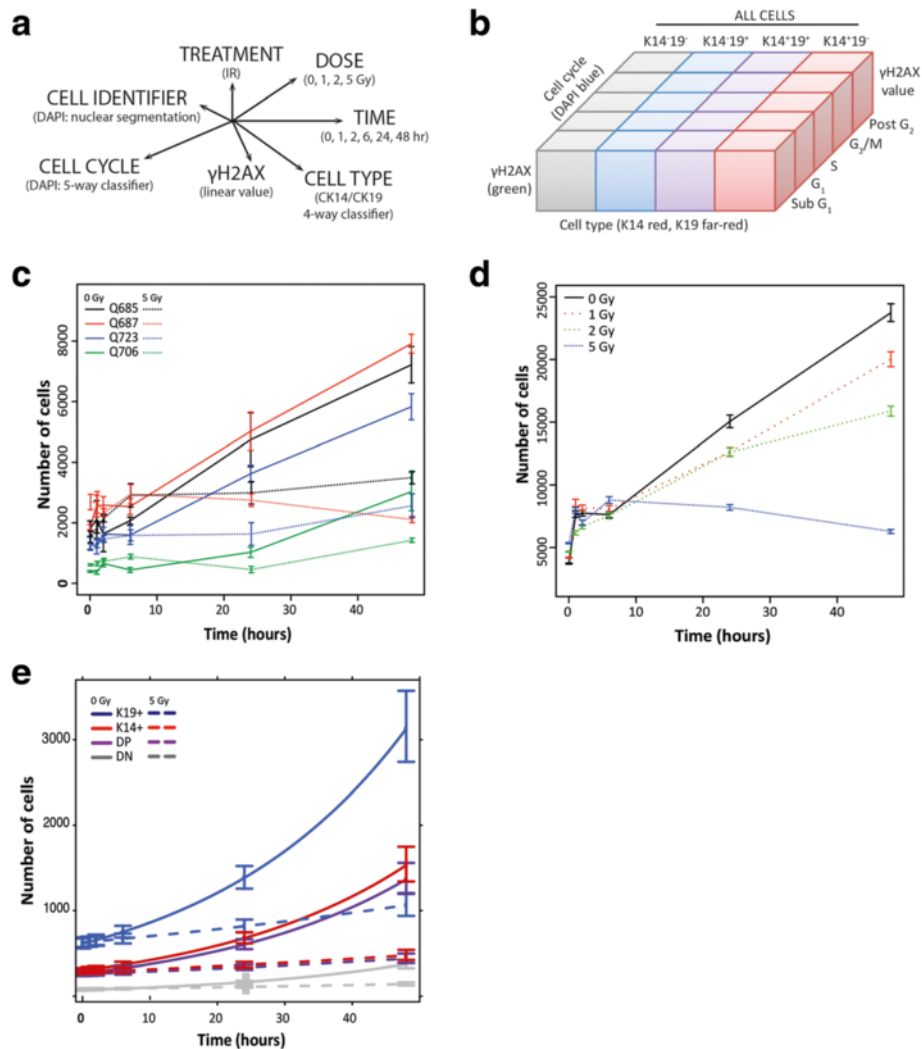 a
TREATMENT
(IR)
DOSE
(0, 1, 2, 5 Gy)
CELL IDENTIFIER
(DAPI: nuclear segmentation)
TIME
(0, 1, 2, 6, 24, 48 hr)
CELL CYCLE
(DAPI: 5-way classifier)
γH2AX
(linear value)
CELL TYPE
(CK14/CK19
4-way classifier)
b
ALL CELLS
K14⁻19⁻ K14⁻19⁺ K14⁺19⁺ K14⁺19⁻
Cell cycle
(DAPI blue)
γH2AX
value
Post G₂
G₂/M
S
G₁
Sub G₁
γH2AX
(green)
Cell type (K14 red, K19 far-red)
c
0 Gy 5 Gy
Q685
Q687
Q723
Q706
Number of cells
8000
6000
4000
2000
0
0 10 20 30 40
Time (hours)
d
0 Gy
1 Gy
2 Gy
5 Gy
Number of cells
25000
20000
15000
10000
5000
0 10 20 30 40
Time (hours)
e
0 Gy 5 Gy
K19+
K14+
DP
DN
Number of cells
3000
2000
1000
0 10 20 30 40
Time (hours)